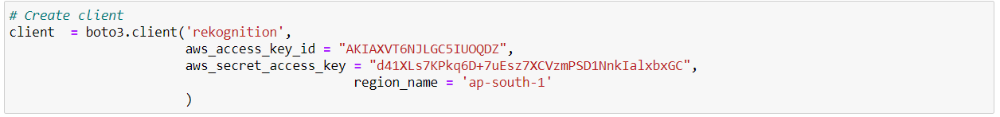 # Create client
client  = boto3.client('rekognition',
                       aws_access_key_id = "AKIAXVT6NJLGC5IUOQDZ",
                       aws_secret_access_key = "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",
                                             region_name = 'ap-south-1'
                       )